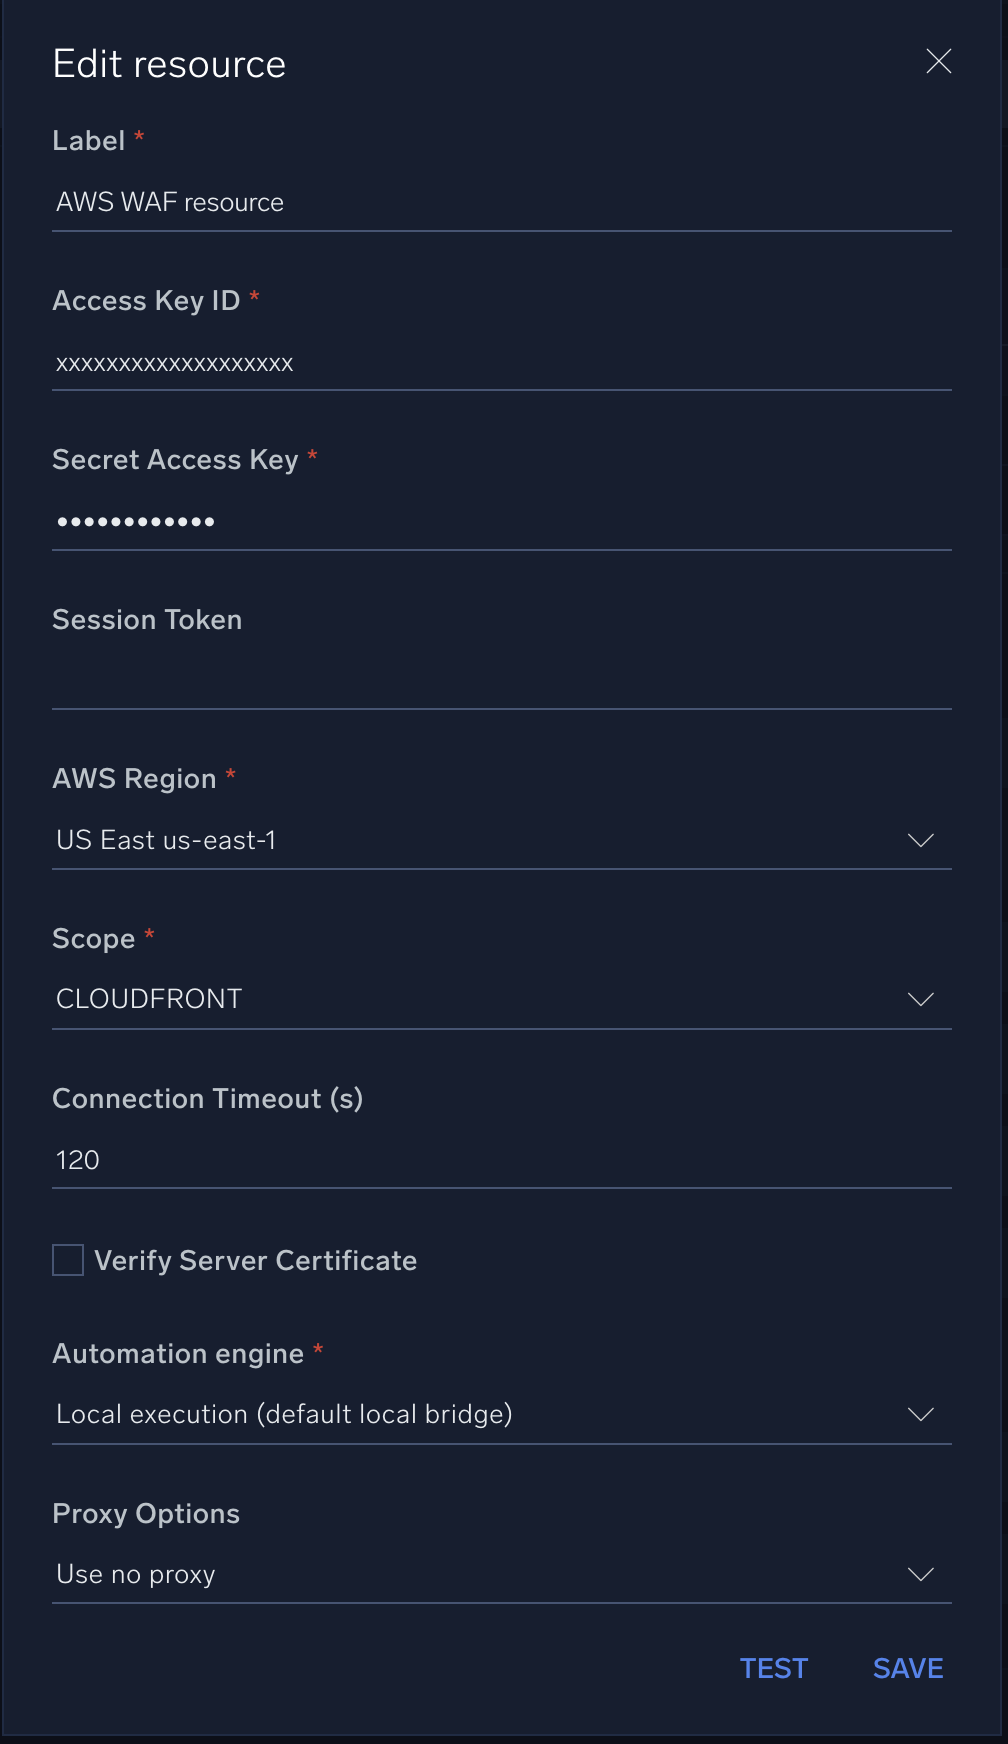 Edit resource
Label *
AWS WAF resource
Access Key ID *
xxxxxxxxxxxxxxxxxxx
Secret Access Key *
••••••••••••
Session Token
AWS Region *
US East us-east-1
Scope *
CLOUDFRONT
Connection Timeout (s)
120
Verify Server Certificate
Automation engine *
Local execution (default local bridge)
Proxy Options
Use no proxy
TEST SAVE